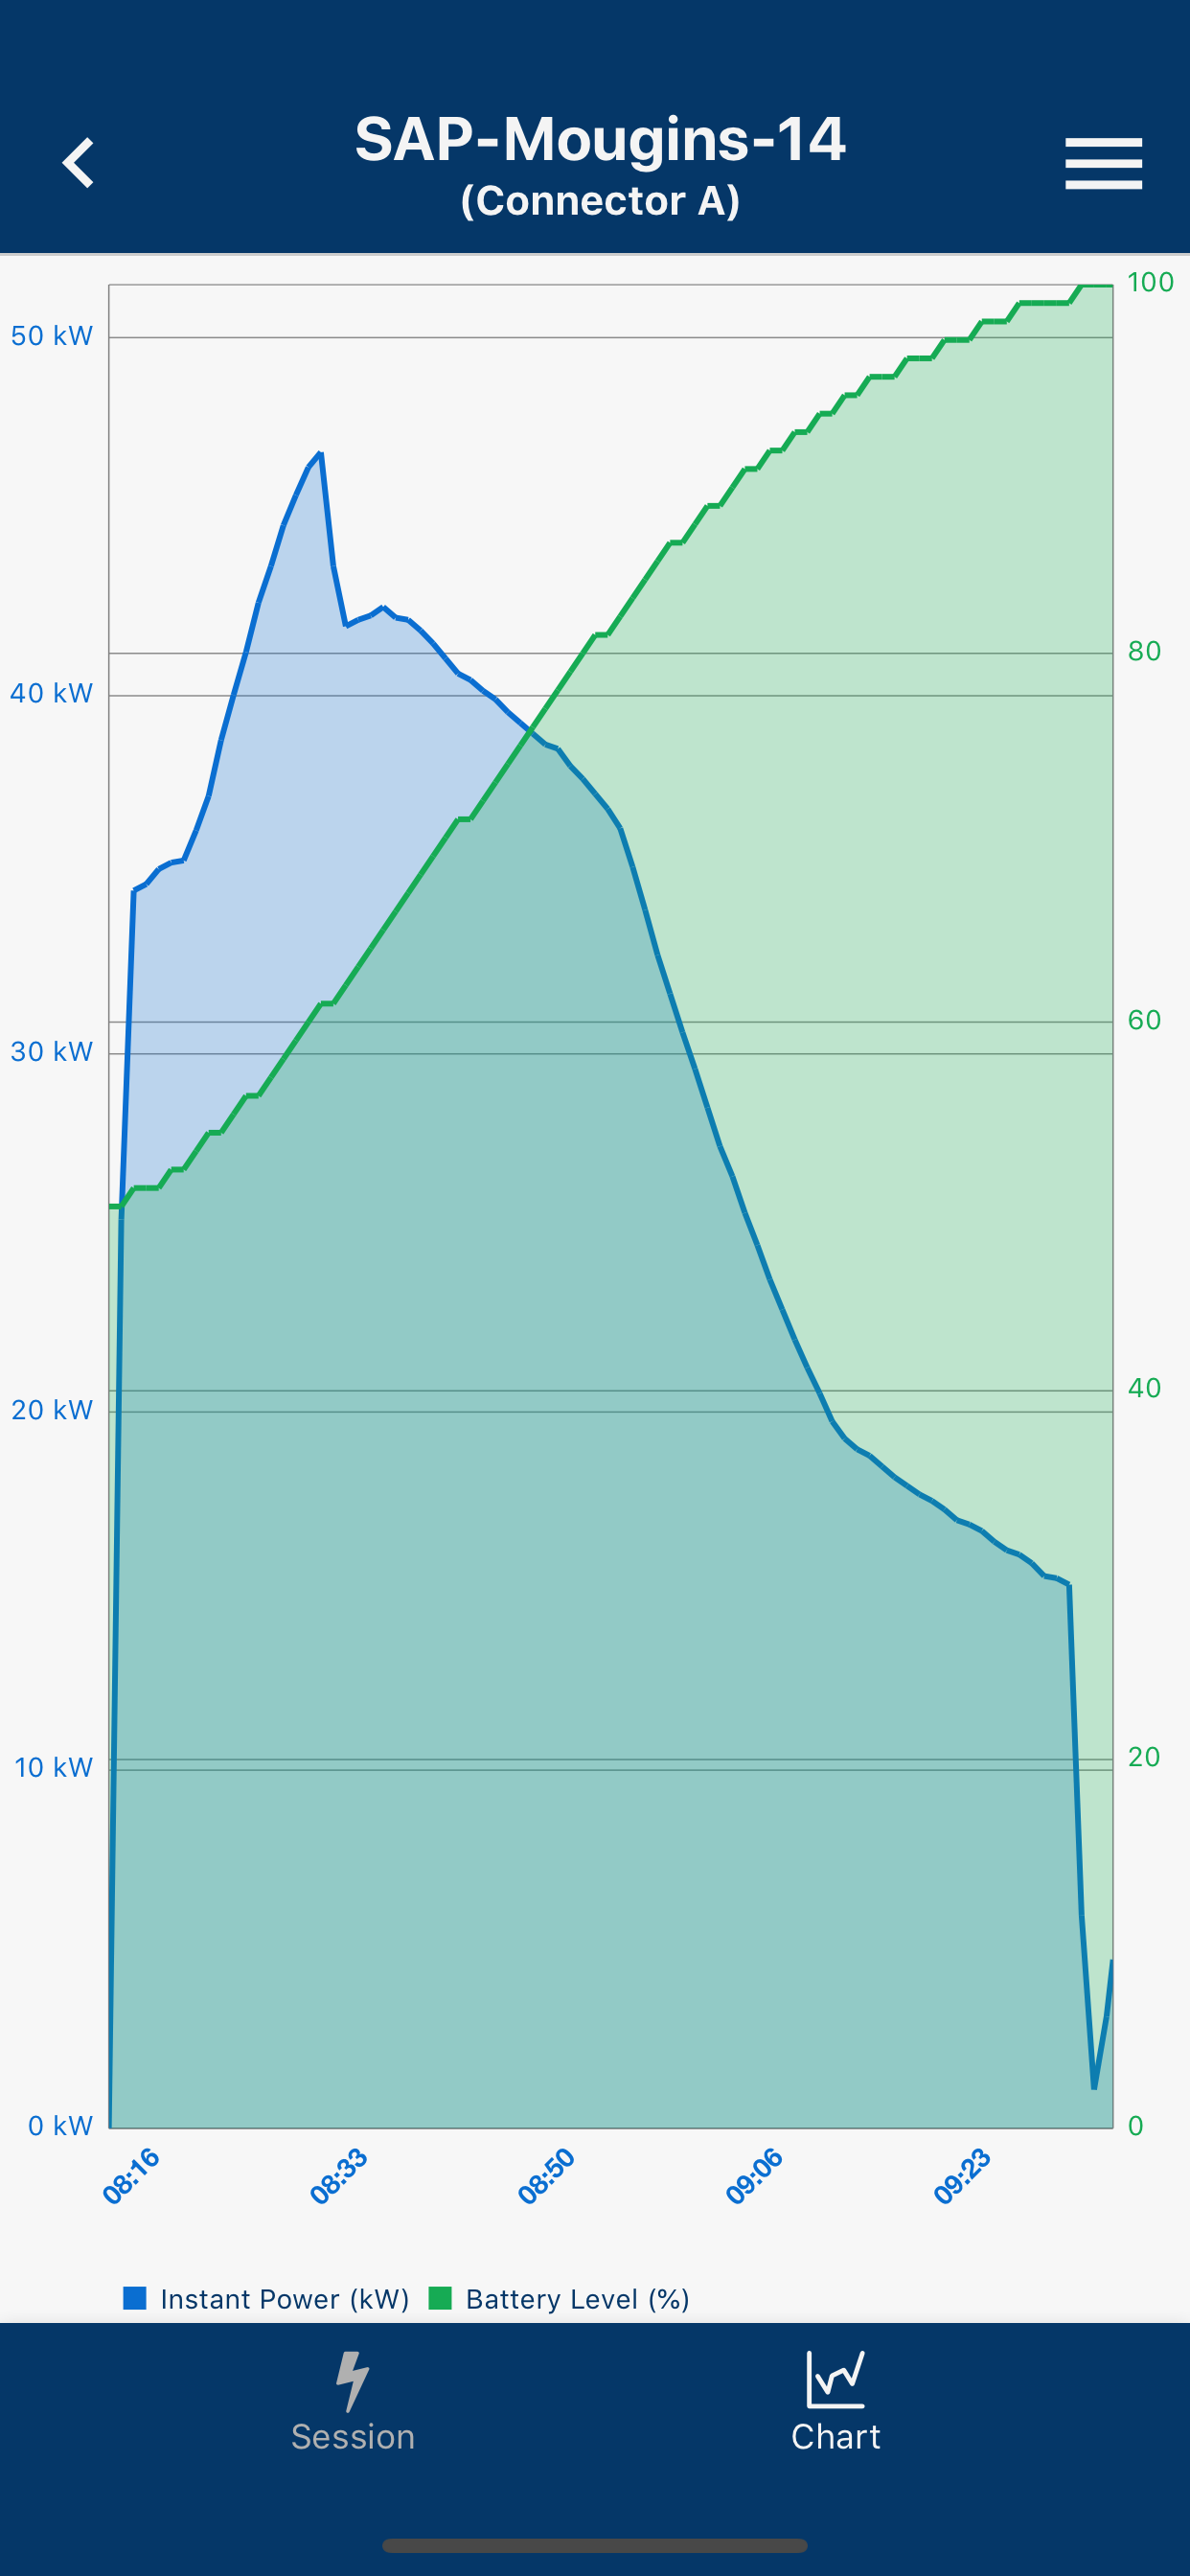 SAP-Mougins-14
(Connector A)
100
50 kW
80
40 kW
60
30 kW
40
20 kW
20
10 kW
0 kW
0
08:16
08:33
08:50
09:06
09:23
Instant Power (kW)
Battery Level (%)
Session
Chart